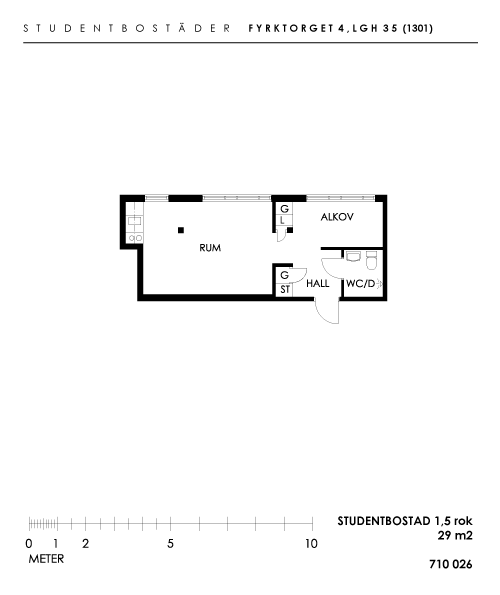 STUDENTBOSTÄDER FYRKTORGET 4, LGH 35 (1301)
G
L
ALKOV
RUM
G
ST
HALL
WC/D
0 1 2 5 10
METER
STUDENTBOSTAD 1,5 rok
29 m2
710 026